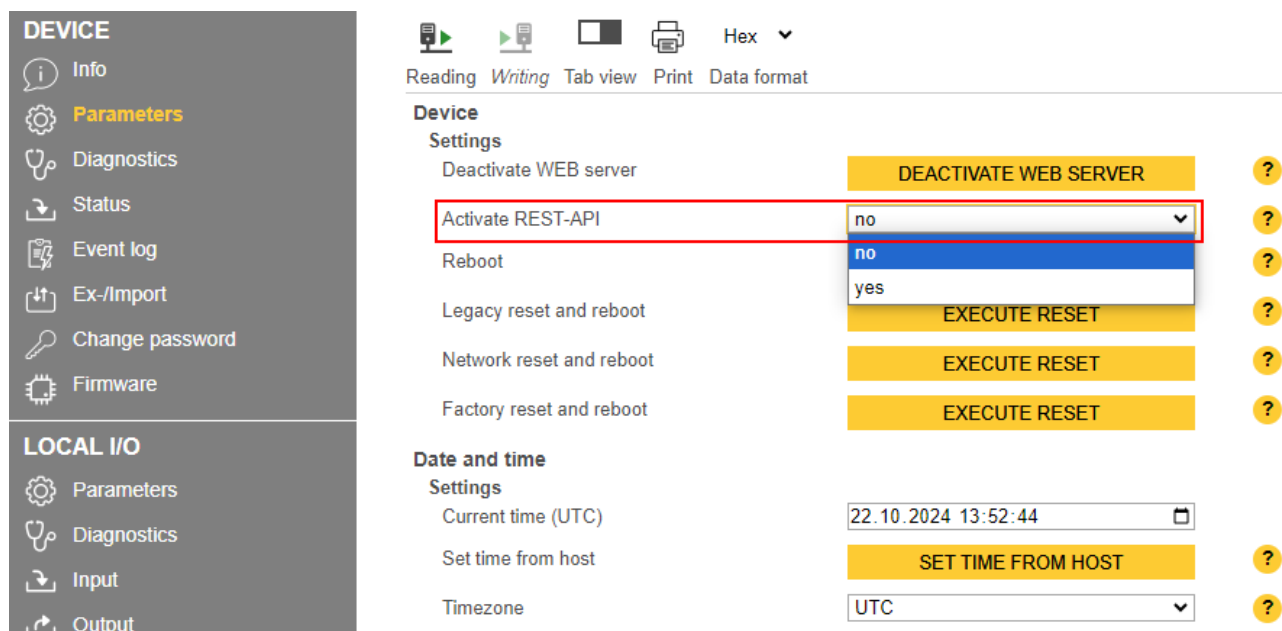 DEVICE
Info
Parameters
Diagnostics
Status
Event log
Ex-/Import
Change password
Firmware
LOCAL I/O
Parameters
Diagnostics
Input
Output
Hex
Reading Writing Tab view Print Data format
Device
Settings
Deactivate WEB server DEACTIVATE WEB SERVER ?
Activate REST-API no ?
no
yes
Reboot ?
Legacy reset and reboot EXECUTE RESET ?
Network reset and reboot EXECUTE RESET ?
Factory reset and reboot EXECUTE RESET ?
Date and time
Settings
Current time (UTC) 22.10.2024 13:52:44
Set time from host SET TIME FROM HOST ?
Timezone UTC ?